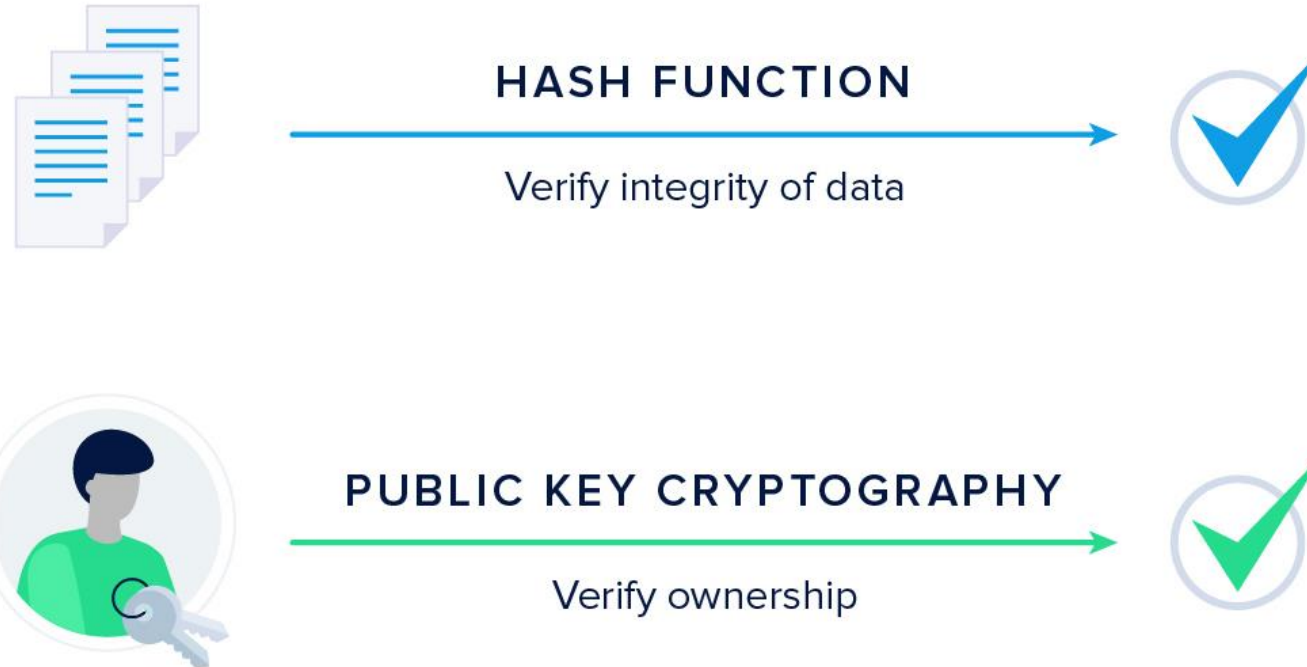 HASH FUNCTION
Verify integrity of data
PUBLIC KEY CRYPTOGRAPHY
Verify ownership